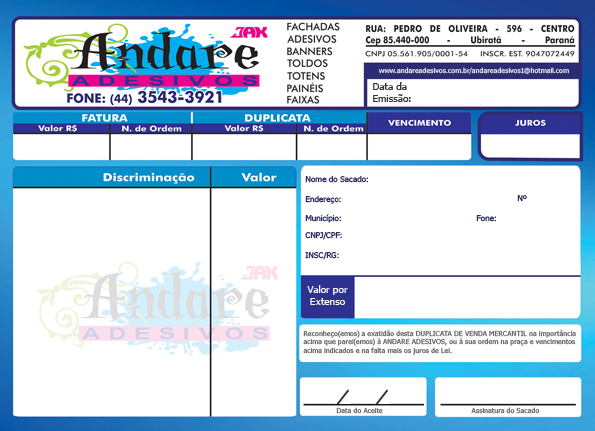 JAK
Andare
ADESIVOS
FONE: (44) 3543-3921
FACHADAS
ADESIVOS
BANNERS
TOLDOS
TOTENS
PAINÉIS
FAIXAS
RUA: PEDRO DE OLIVEIRA - 596 - CENTRO
Cep 85.440-000 - Ubiratã - Paraná
CNPJ 05.561.905/0001-54 INSCR. EST. 9047072449
www.andareadesivos.com.br/andareadesivos1@hotmail.com
Data da
Emissão:
FATURA DUPLICATA VENCIMENTO JUROS
Valor R$ N. de Ordem Valor R$ N. de Ordem
Discriminação Valor
JAK
Andare
ADESIVOS
Nome do Sacado:
Endereço: Nº
Município: Fone:
CNPJ/CPF:
INSC/RG:
Valor por
Extenso
Reconheço(emos) a exatidão desta DUPLICATA DE VENDA MERCANTIL na importância
acima que parei(emos) à ANDARE ADESIVOS, ou à sua ordem na praça e vencimentos
acima indicados e na falta mais os juros de Lei.
/ /
Data do Aceite
Assinatura do Sacado